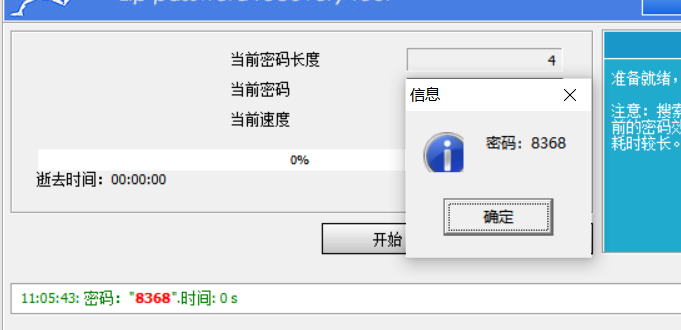 当前密码长度
4
当前密码
当前速度
0%
逝去时间：00:00:00
开始
信息
密码：8368
确定
准备就绪，
注意：搜索
前的密码效
耗时较长。
11:05:43: 密码："8368".时间: 0 s